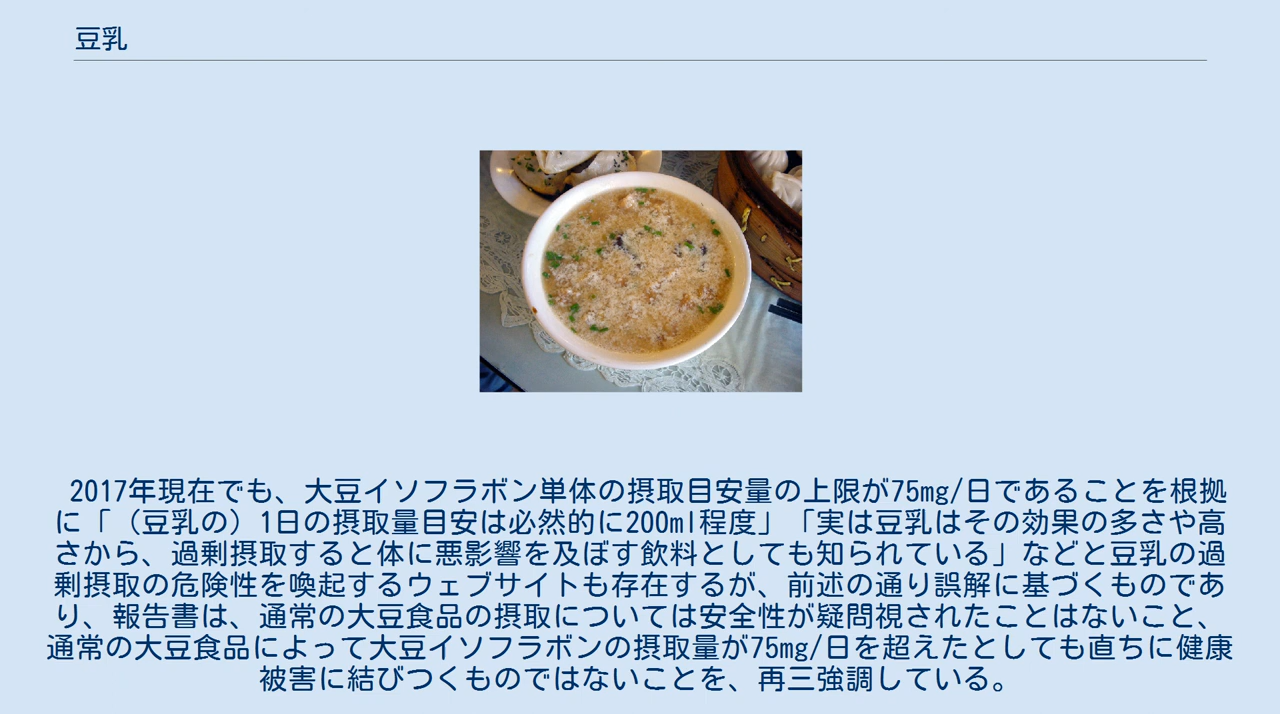 豆乳
2017年現在でも、大豆イソフラボン単体の摂取目安量の上限が75mg/日であることを根拠
に「（豆乳の）1日の摂取量目安は必然的に200ml程度」「実は豆乳はその効果の多さや高
さから、過剰摂取すると体に悪影響を及ぼす飲料としても知られている」などと豆乳の過
剰摂取の危険性を喚起するウェブサイトも存在するが、前述の通り誤解に基づくものであ
り、報告書は、通常の大豆食品の摂取については安全性が疑問視されたことはないこと、
通常の大豆食品によって大豆イソフラボンの摂取量が75mg/日を超えたとしても直ちに健康
被害に結びつくものではないことを、再三強調している。